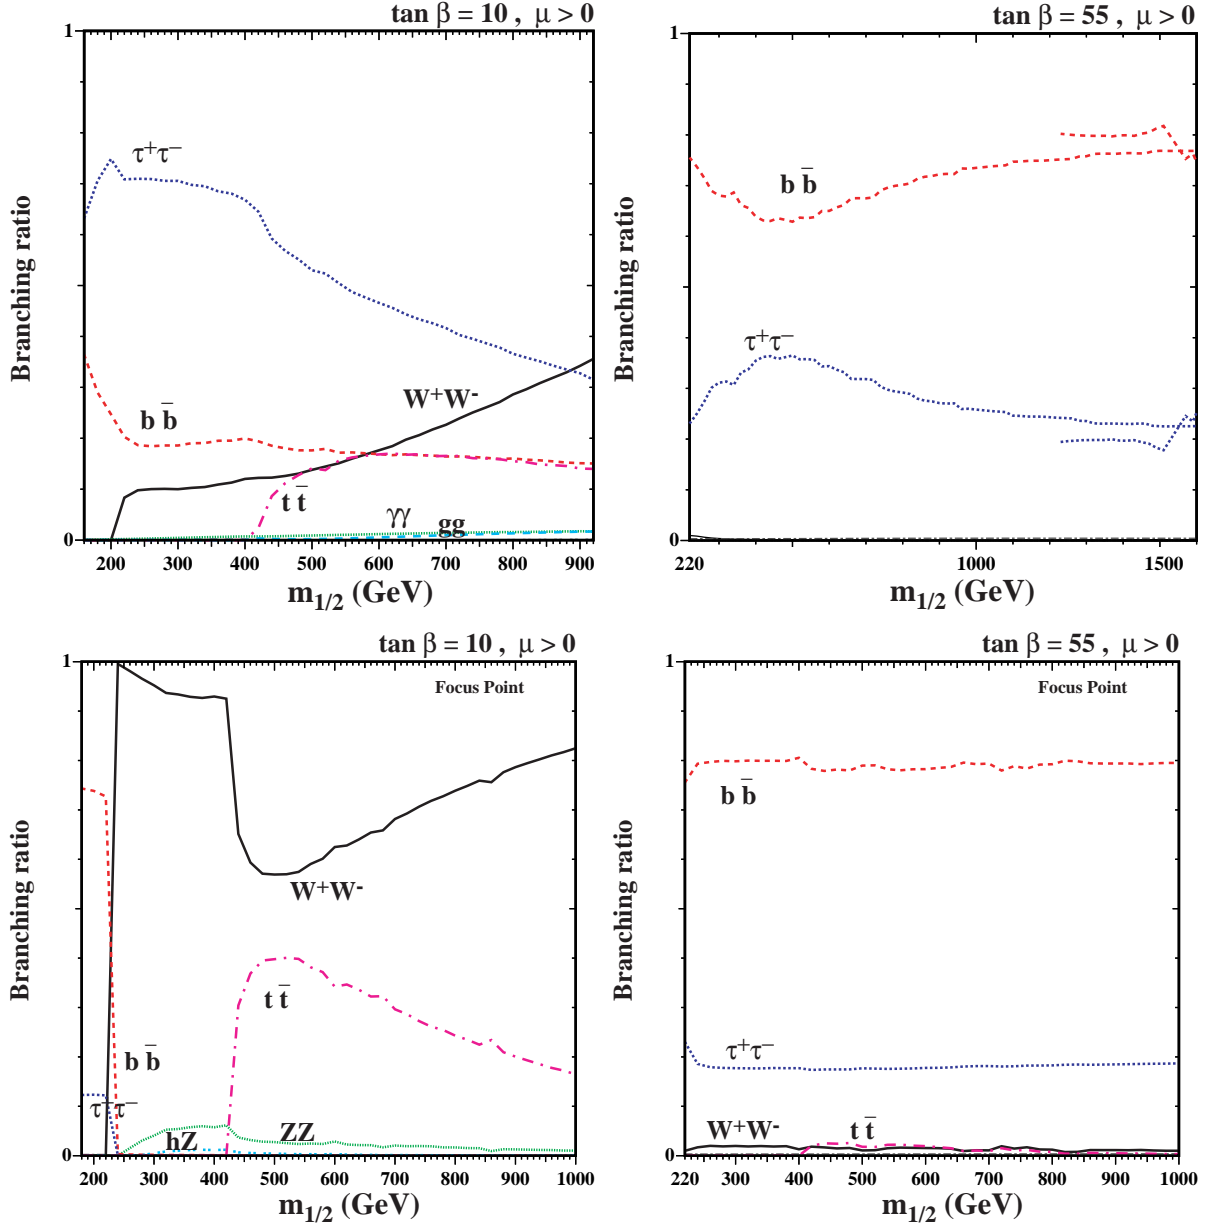 tan β = 10 , μ > 0
1
τ⁺τ⁻
b b̄
W⁺W⁻
t t̄
γγ
gg
0
200 300 400 500 600 700 800 900
m₁/₂ (GeV)
Branching ratio
tan β = 55 , μ > 0
1
b b̄
τ⁺τ⁻
0
220 1000 1500
m₁/₂ (GeV)
Branching ratio
tan β = 10 , μ > 0
1
Focus Point
W⁺W⁻
t t̄
b b̄
τ⁺τ⁻
hZ
ZZ
0
200 300 400 500 600 700 800 900 1000
m₁/₂ (GeV)
Branching ratio
tan β = 55 , μ > 0
1
Focus Point
b b̄
τ⁺τ⁻
W⁺W⁻
t t̄
0
220 300 400 500 600 700 800 900 1000
m₁/₂ (GeV)
Branching ratio